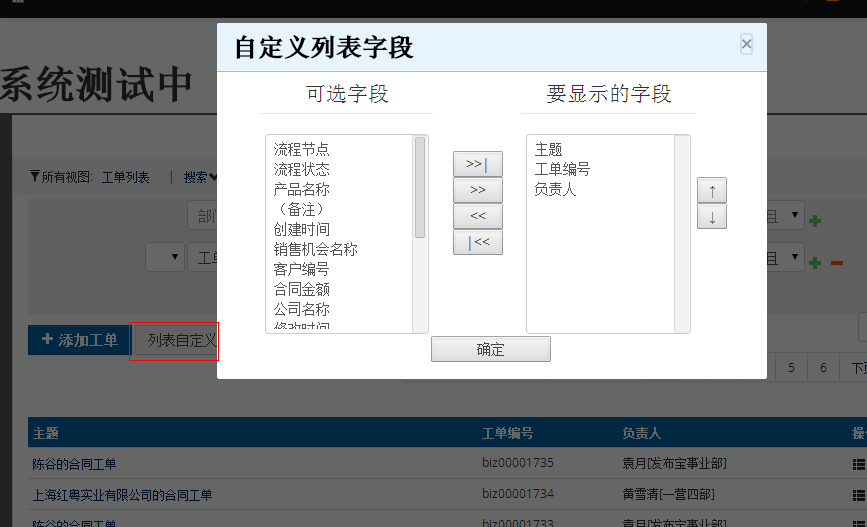 自定义列表字段 ×
系统测试中
可选字段
要显示的字段
所有视图: 工单列表 | 搜索
流程节点
流程状态
产品名称
（备注）
创建时间
销售机会名称
客户编号
合同金额
公司名称
修改时间
>>|
>>
<<
|<<
主题
工单编号
负责人
↑
↓
确定
+ 添加工单
列表自定义
5 6 下页
主题 工单编号 负责人 操
陈谷的合同工单 biz00001735 袁月[发布宝事业部]
上海红粤实业有限公司的合同工单 biz00001734 黄雪清[一营四部]
陈谷的合同工单 biz00001733 袁月[发布宝事业部]